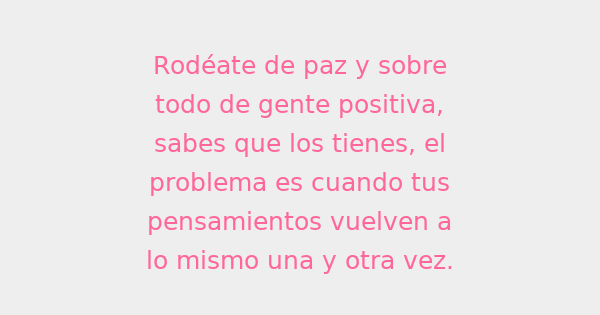 Rodéate de paz y sobre
todo de gente positiva,
sabes que los tienes, el
problema es cuando tus
pensamientos vuelven a
lo mismo una y otra vez.